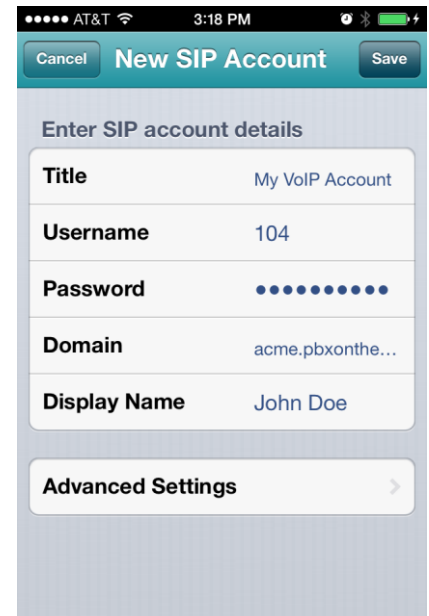 AT&T 3:18 PM
Cancel New SIP Account Save
Enter SIP account details
Title My VoIP Account
Username 104
Password ●●●●●●●●●●
Domain acme.pbxonthe...
Display Name John Doe
Advanced Settings